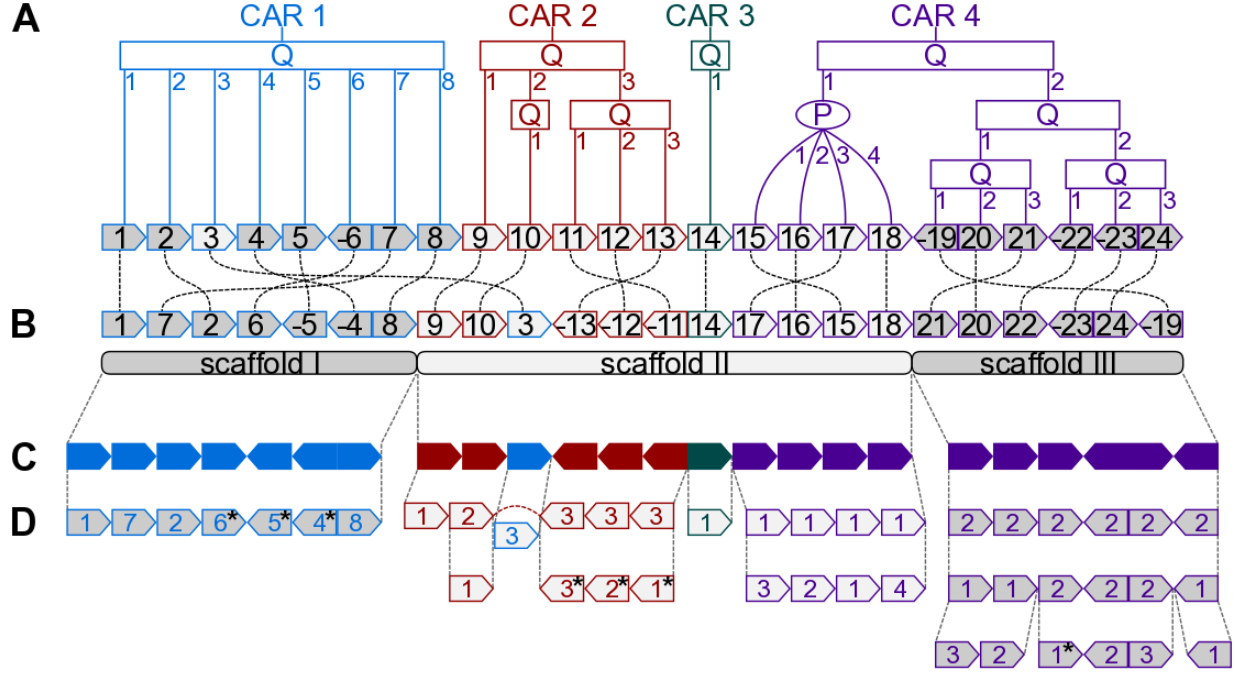 A CAR 1 CAR 2 CAR 3 CAR 4
Q Q Q Q
1 2 3 4 5 6 7 8 1 2 3 1 1 2
Q Q P Q
1 1 2 3 1 2 3 4 1 2
Q Q
1 2 3 1 2 3
1 2 3 4 5 -6 7 8 9 10 11 12 13 14 15 16 17 18 -19 20 21 -22 -23 24
B 1 7 2 6 -5 -4 8 9 10 3 -13 -12 -11 14 17 16 15 18 21 20 22 -23 24 -19
scaffold I scaffold II scaffold III
C
D 1 7 2 6* 5* 4* 8 1 2 3 3 3 3 1 1 1 1 1 2 2 2 2 2 2
1 3* 2* 1* 3 2 1 4 1 1 2 2 2 1
3 2 1* 2 3 1